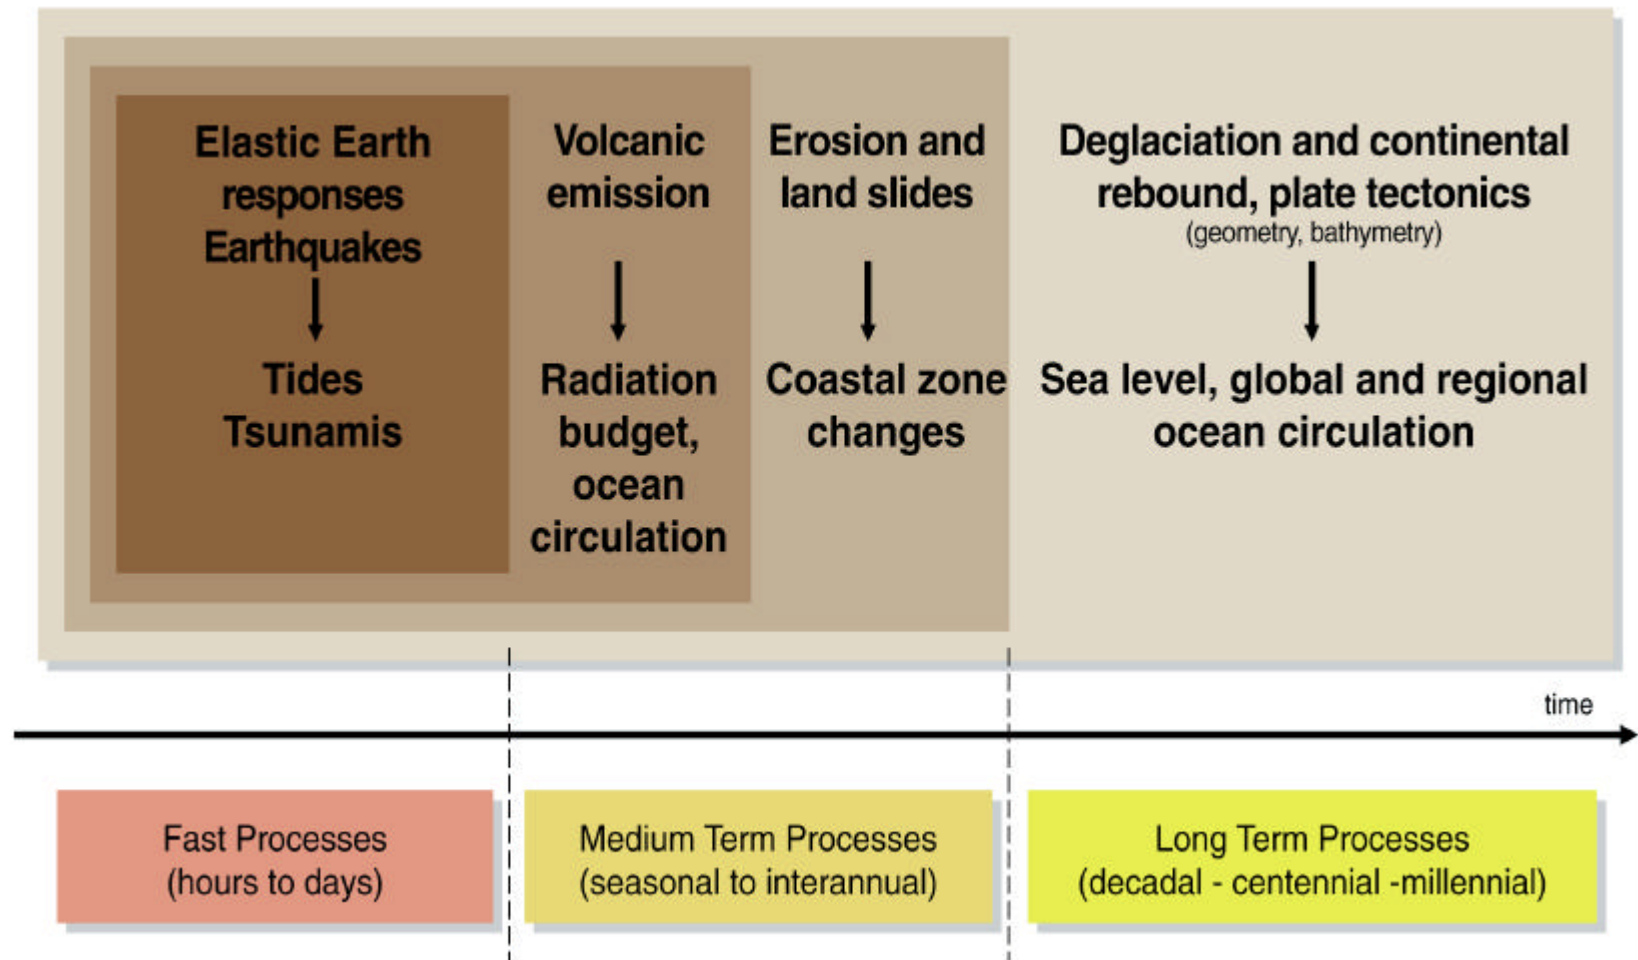 Elastic Earth
responses
Earthquakes
Tides
Tsunamis
Volcanic
emission
Radiation
budget,
ocean
circulation
Erosion and
land slides
Coastal zone
changes
Deglaciation and continental
rebound, plate tectonics
(geometry, bathymetry)
Sea level, global and regional
ocean circulation
time
Fast Processes
(hours to days)
Medium Term Processes
(seasonal to interannual)
Long Term Processes
(decadal - centennial -millennial)